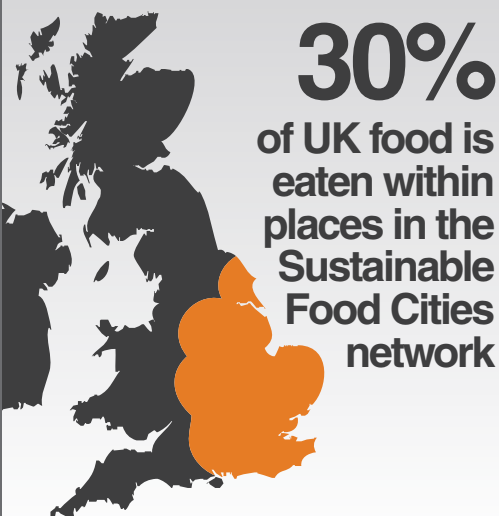 30%
of UK food is
eaten within
places in the
Sustainable
Food Cities
network